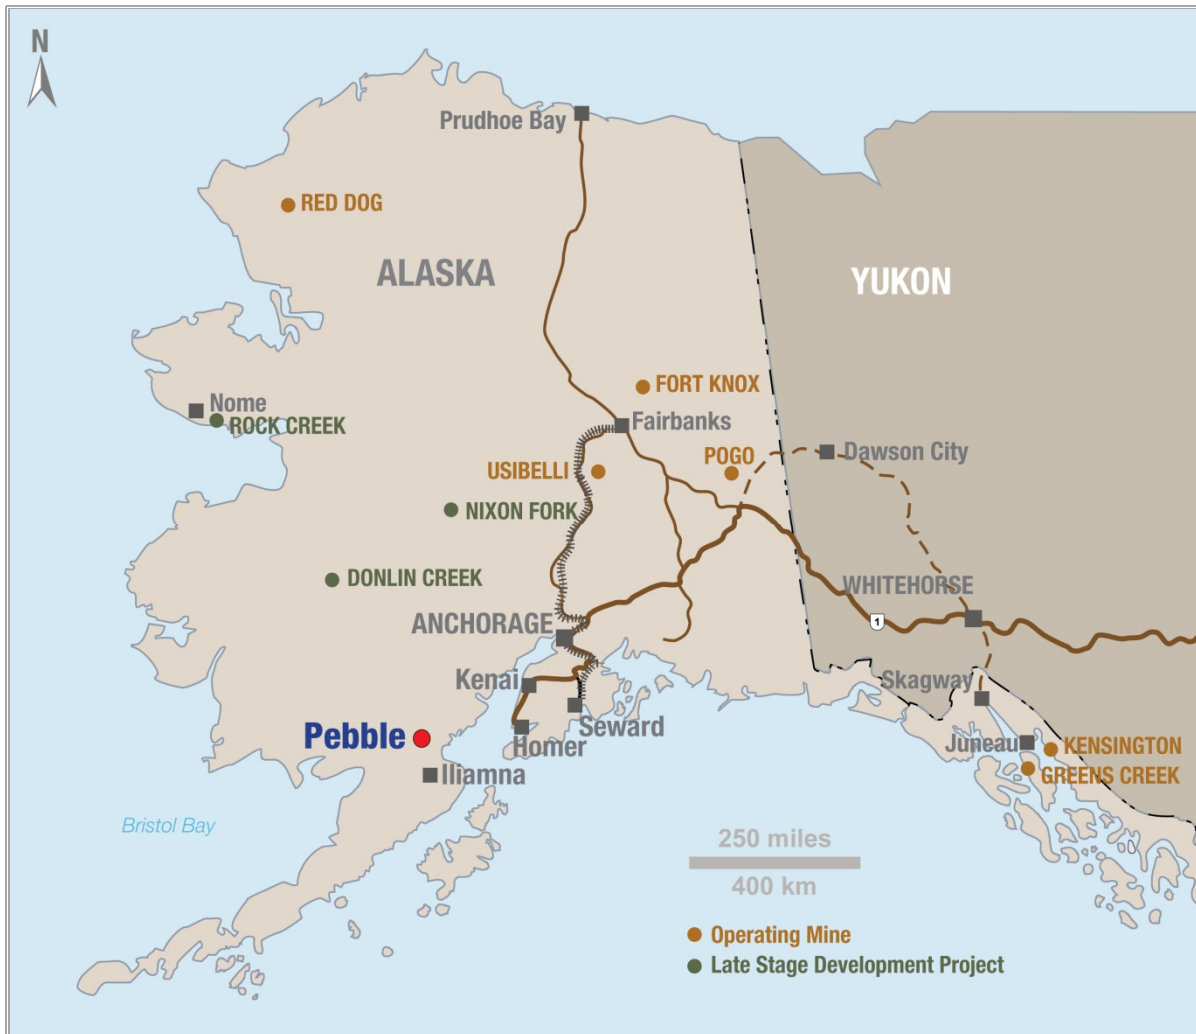 N
Prudhoe Bay
RED DOG
ALASKA
YUKON
FORT KNOX
Nome
ROCK CREEK
Fairbanks
Dawson City
USIBELLI
POGO
NIXON FORK
DONLIN CREEK
WHITEHORSE
ANCHORAGE
1
Kenai
Skagway
Seward
Pebble
Homer
Juneau
KENSINGTON
Iliamna
GREENS CREEK
Bristol Bay
250 miles
400 km
Operating Mine
Late Stage Development Project